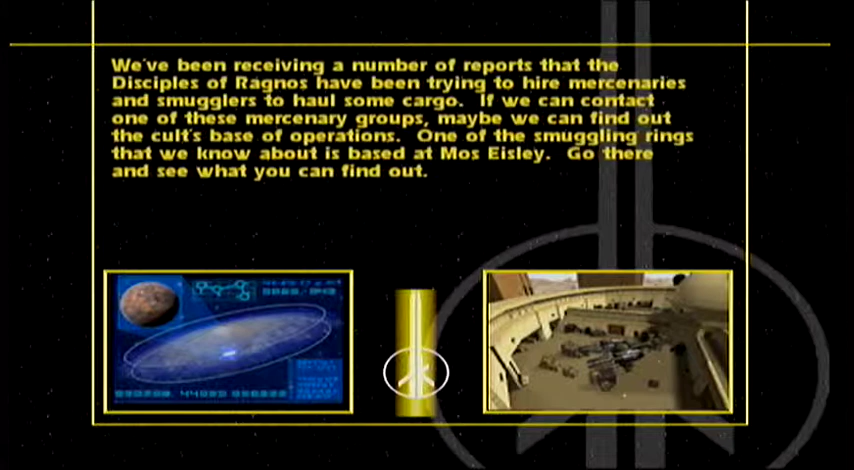 We've been receiving a number of reports that the
Disciples of Ragnos have been trying to hire mercenaries
and smugglers to haul some cargo. If we can contact
one of these mercenary groups, maybe we can find out
the cult's base of operations. One of the smuggling rings
that we know about is based at Mos Eisley. Go there
and see what you can find out.